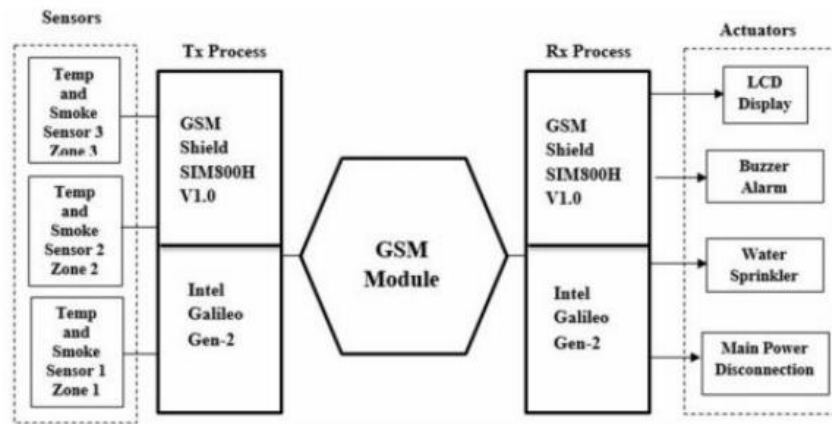 Sensors
Tx Process
Rx Process
Actuators
Temp
and
Smoke
Sensor 3
Zone 3
Temp
and
Smoke
Sensor 2
Zone 2
Temp
and
Smoke
Sensor 1
Zone 1
GSM
Shield
SIM800H
V1.0
Intel
Galileo
Gen-2
GSM
Module
GSM
Shield
SIM800H
V1.0
Intel
Galileo
Gen-2
LCD
Display
Buzzer
Alarm
Water
Sprinkler
Main Power
Disconnection